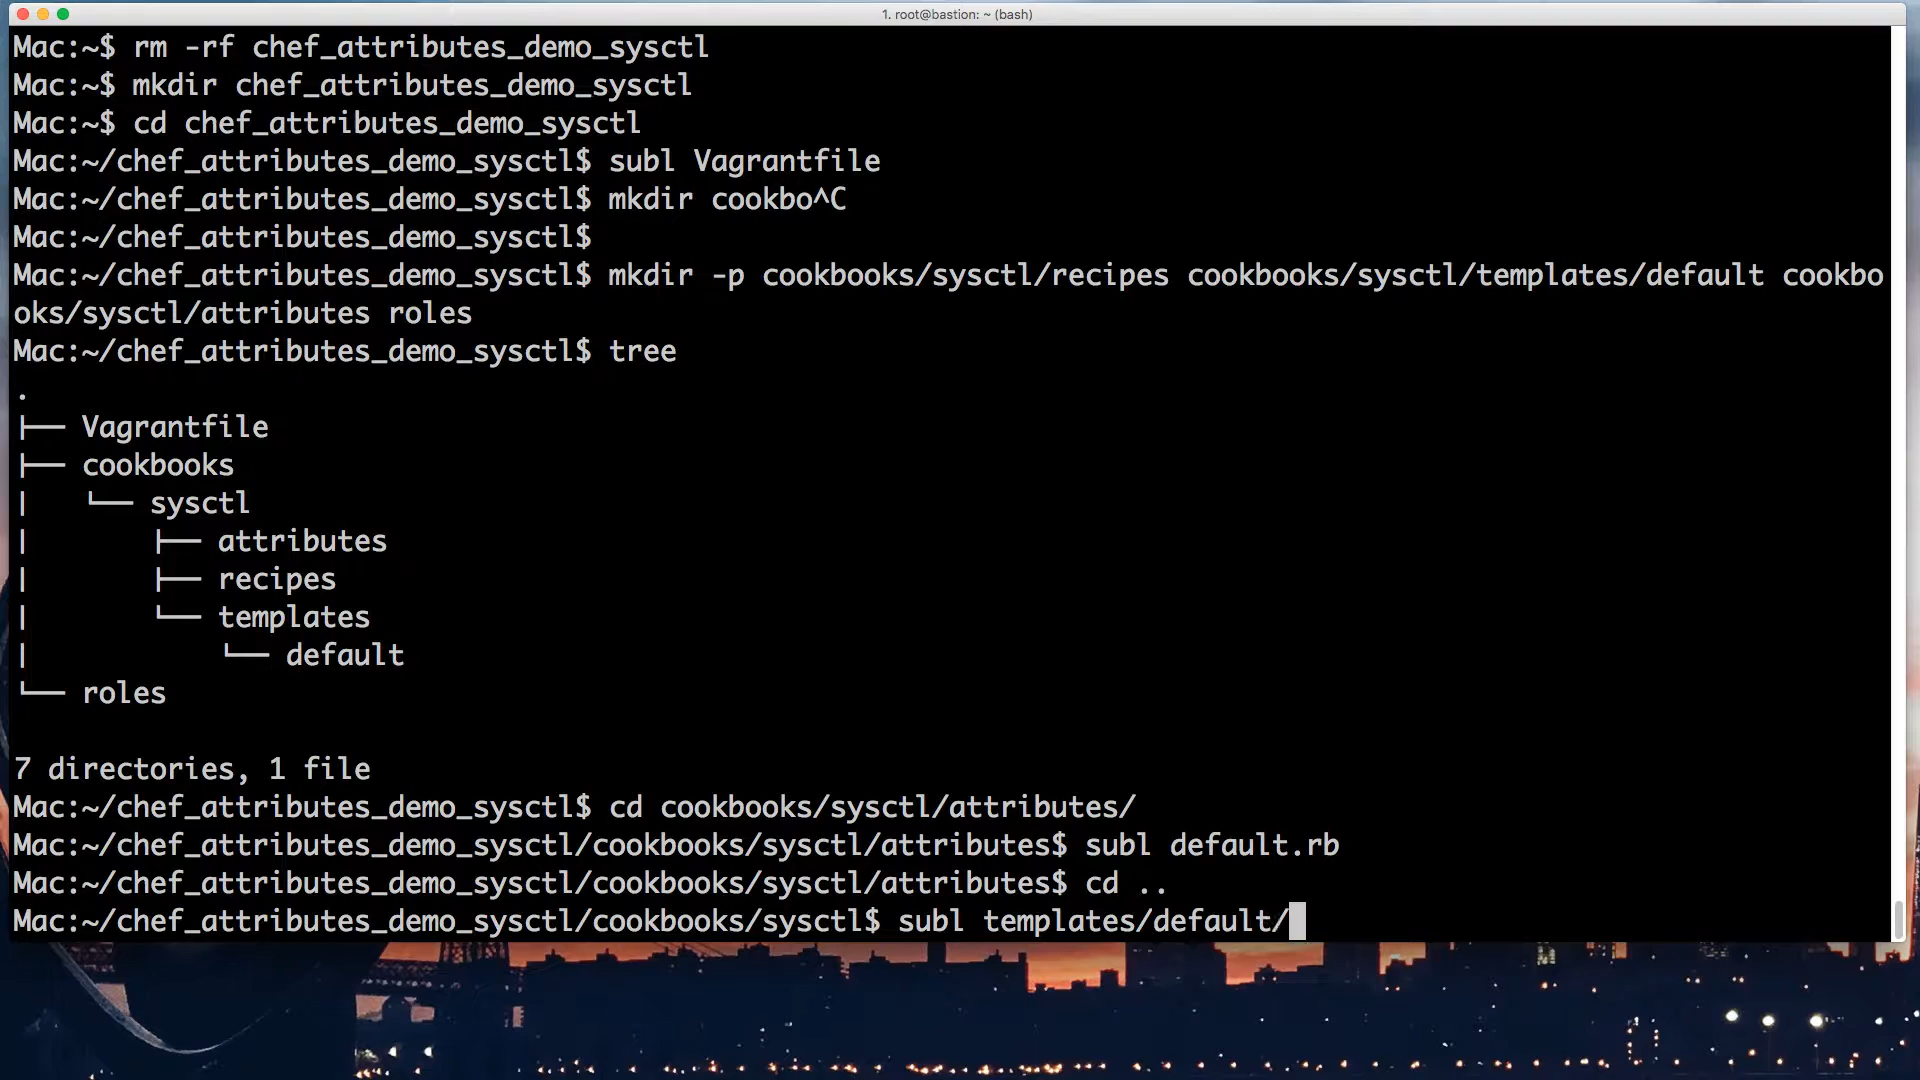 1. root@bastion: ~ (bash)
Mac:~$ rm -rf chef_attributes_demo_sysctl
Mac:~$ mkdir chef_attributes_demo_sysctl
Mac:~$ cd chef_attributes_demo_sysctl
Mac:~/chef_attributes_demo_sysctl$ subl Vagrantfile
Mac:~/chef_attributes_demo_sysctl$ mkdir cookbo^C
Mac:~/chef_attributes_demo_sysctl$
Mac:~/chef_attributes_demo_sysctl$ mkdir -p cookbooks/sysctl/recipes cookbooks/sysctl/templates/default cookbo
oks/sysctl/attributes roles
Mac:~/chef_attributes_demo_sysctl$ tree
.
├── Vagrantfile
├── cookbooks
│   └── sysctl
│       ├── attributes
│       ├── recipes
│       └── templates
│           └── default
└── roles
7 directories, 1 file
Mac:~/chef_attributes_demo_sysctl$ cd cookbooks/sysctl/attributes/
Mac:~/chef_attributes_demo_sysctl/cookbooks/sysctl/attributes$ subl default.rb
Mac:~/chef_attributes_demo_sysctl/cookbooks/sysctl/attributes$ cd ..
Mac:~/chef_attributes_demo_sysctl/cookbooks/sysctl$ subl templates/default/